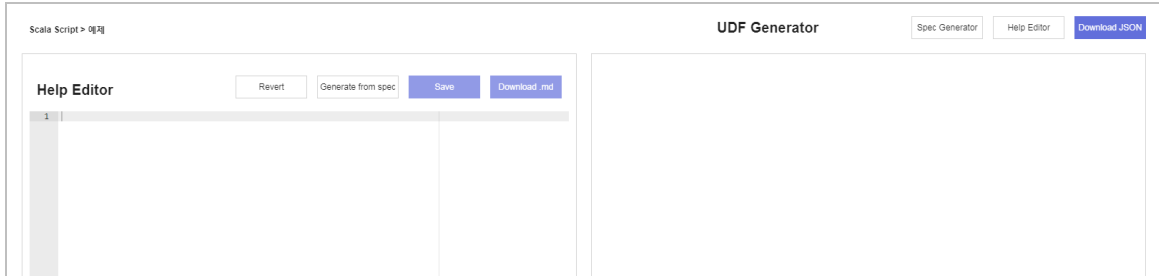 Scala Script > 예제
UDF Generator
Spec Generator
Help Editor
Download JSON
Help Editor
Revert
Generate from spec
Save
Download .md
1